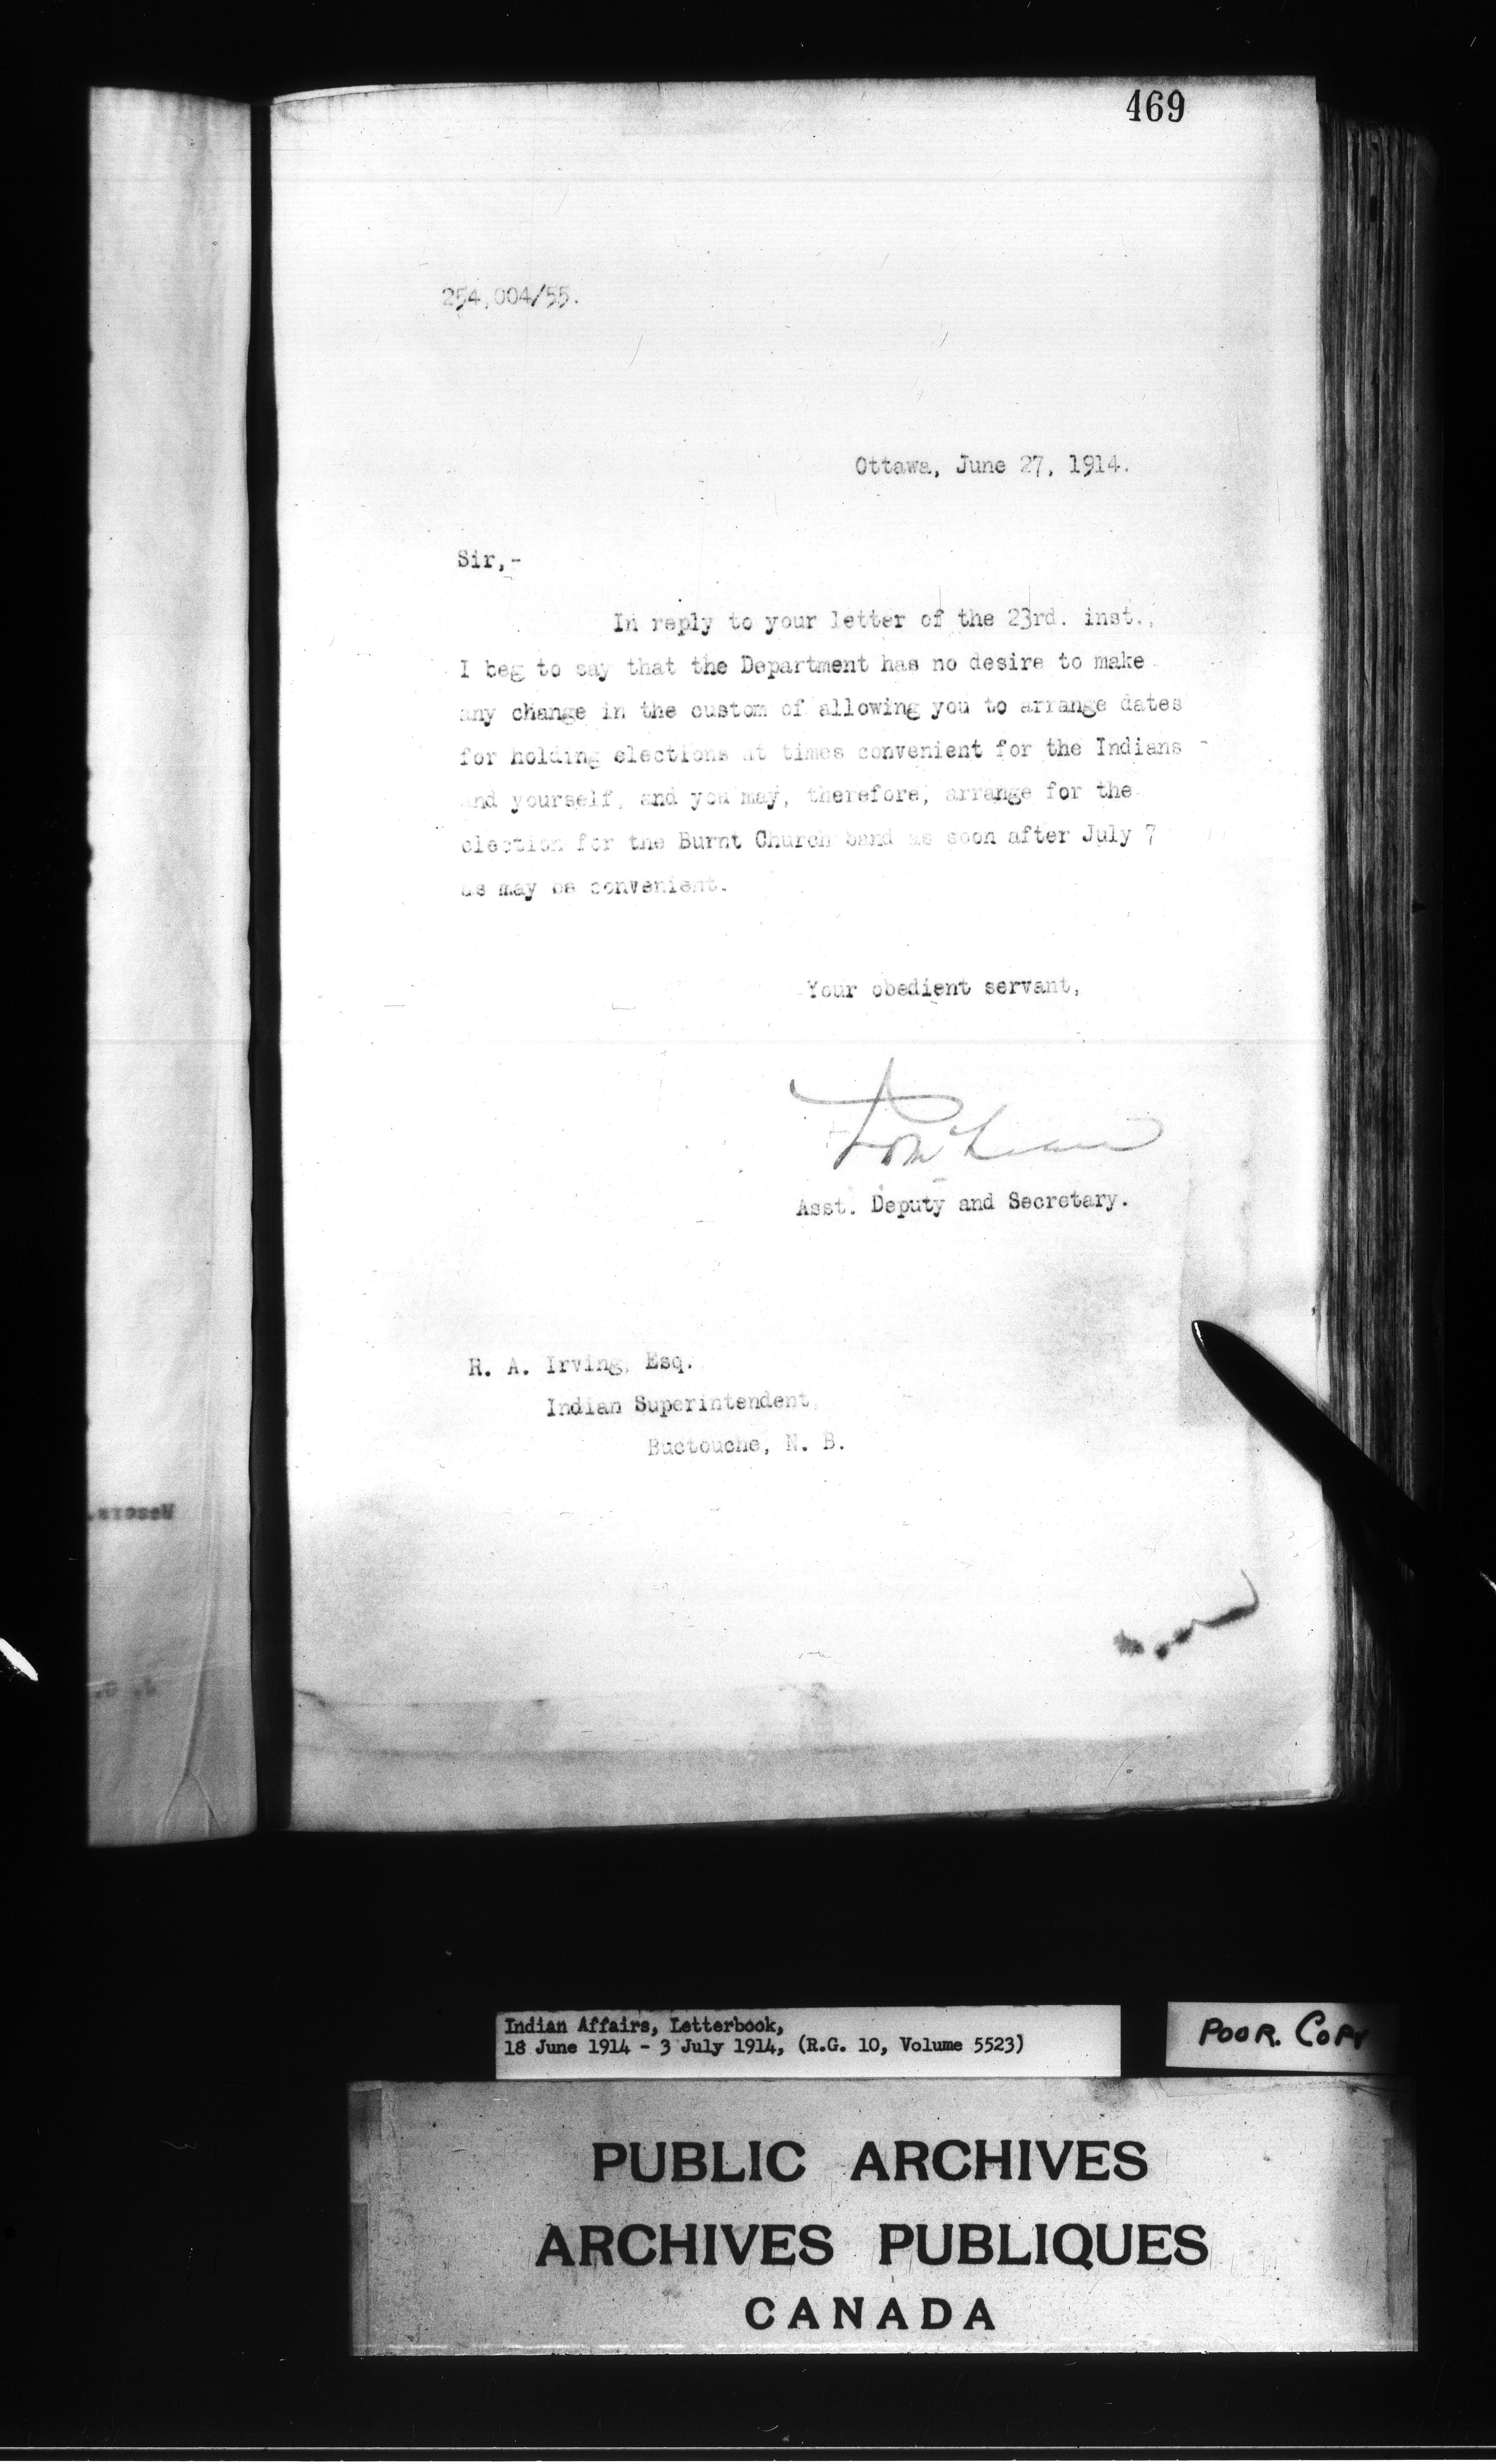 469
254,004/55.
Ottawa, June 27, 1914.
Sir,-
In reply to your letter of the 23rd. inst.,
I beg to say that the Department has no desire to make
any change in the custom of allowing you to arrange dates
for holding elections at times convenient for the Indians
and yourself, and you may, therefore, arrange for the
election for the Burnt Church band as soon after July 7
as may be convenient.
Your obedient servant,
Asst. Deputy and Secretary.
R. A. Irving, Esq.
Indian Superintendent,
Buctouche, N. B.
Messrs.
J. G.
Indian Affairs, Letterbook,
18 June 1914 - 3 July 1914, (R.G. 10, Volume 5523)
POOR. COPY
PUBLIC ARCHIVES
ARCHIVES PUBLIQUES
CANADA